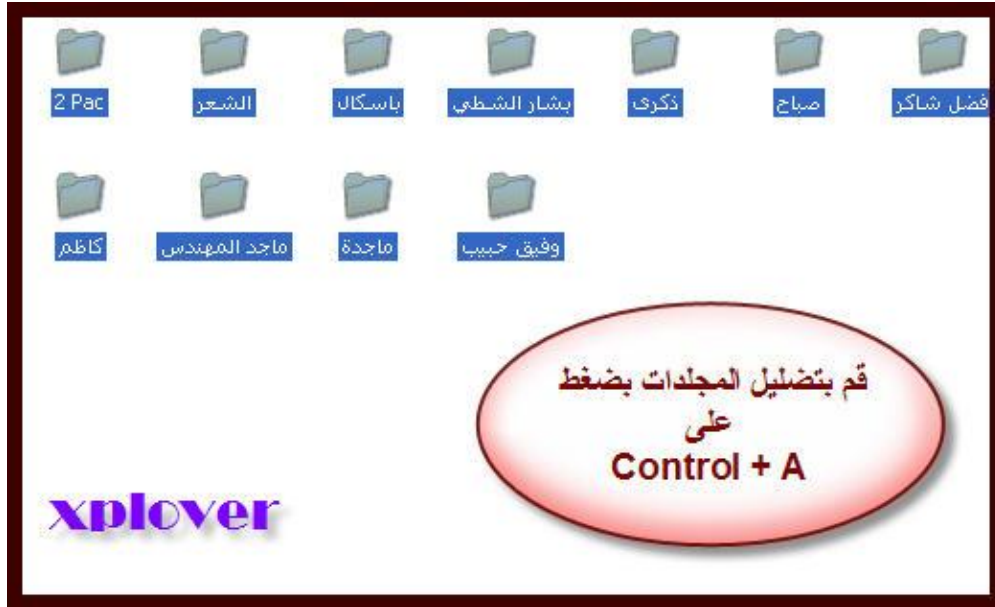 2 Pac
الشعر
باسكال
بشار الشطي
ذكرى
صباح
فضل شاكر
كاظم
ماجد المهندس
ماجدة
وفيق حبيب
قم بتضليل المجلدات بضغط
على
Control + A
xplover